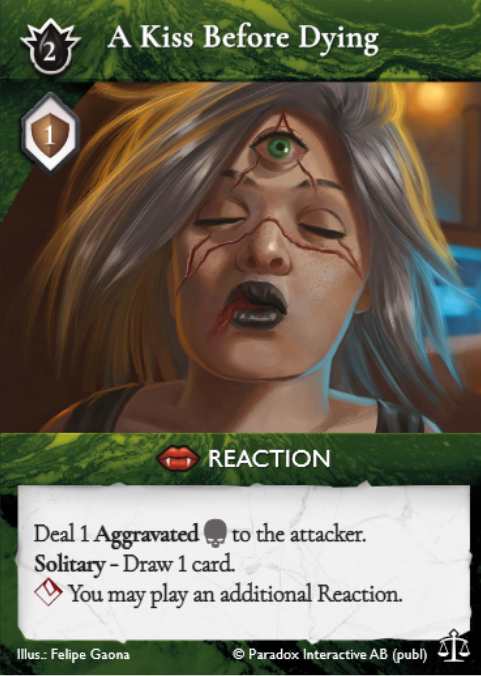 2
A Kiss Before Dying
1
REACTION
Deal 1 Aggravated to the attacker.
Solitary - Draw 1 card.
You may play an additional Reaction.
Illus.: Felipe Gaona © Paradox Interactive AB (publ)